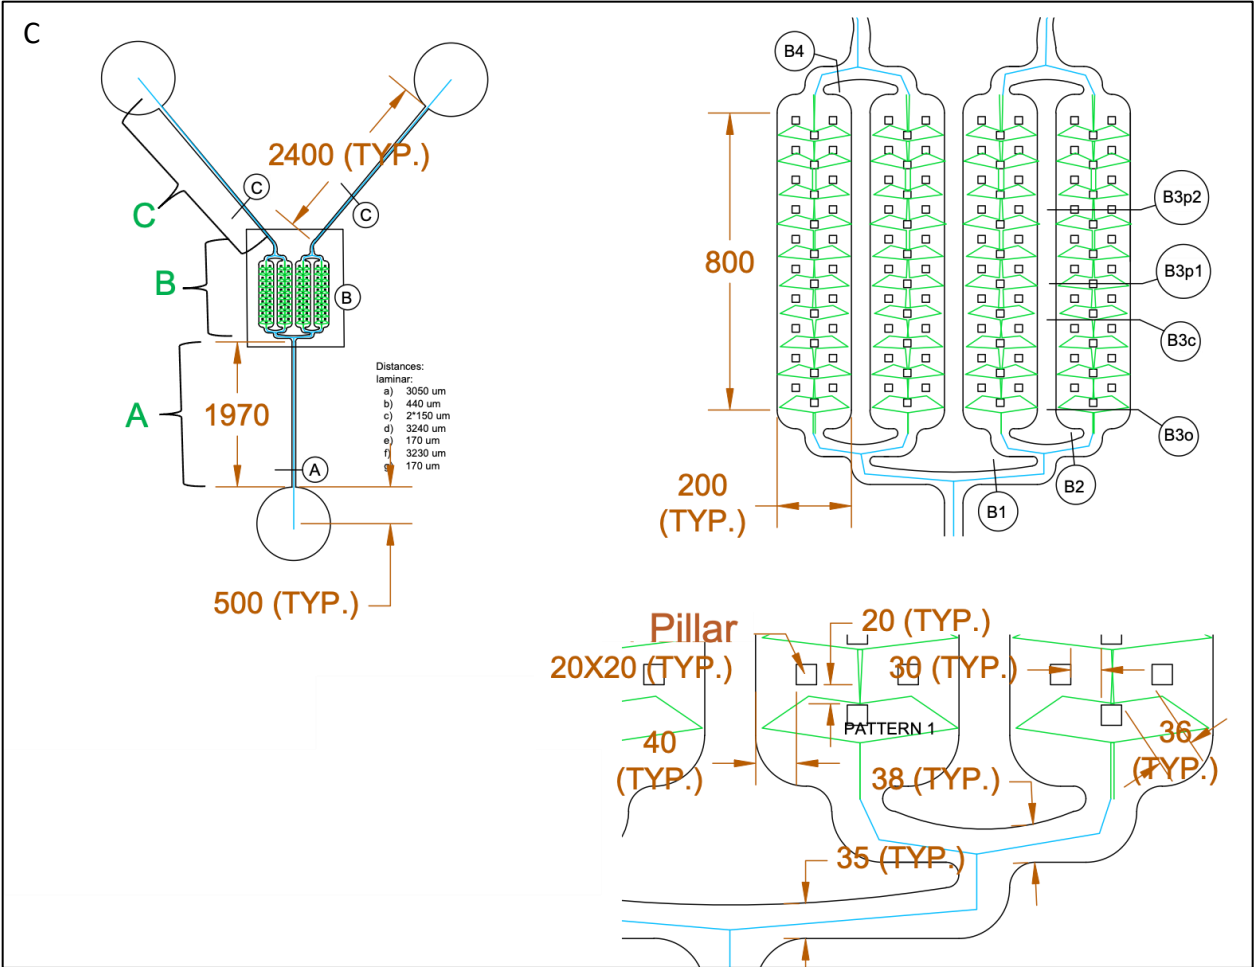 C
2400 (TYP.)
C
C
C
B
B
A
1970
A
500 (TYP.)
Distances:
laminar:
a) 3050 um
b) 440 um
c) 2*150 um
d) 3240 um
e) 170 um
f) 3230 um
g) 170 um
B4
800
B3p2
B3p1
B3c
B3o
B2
B1
200
(TYP.)
Pillar
20X20 (TYP.)
20 (TYP.)
30 (TYP.)
PATTERN 1
40
(TYP.)
36
(TYP.)
38 (TYP.)
35 (TYP.)